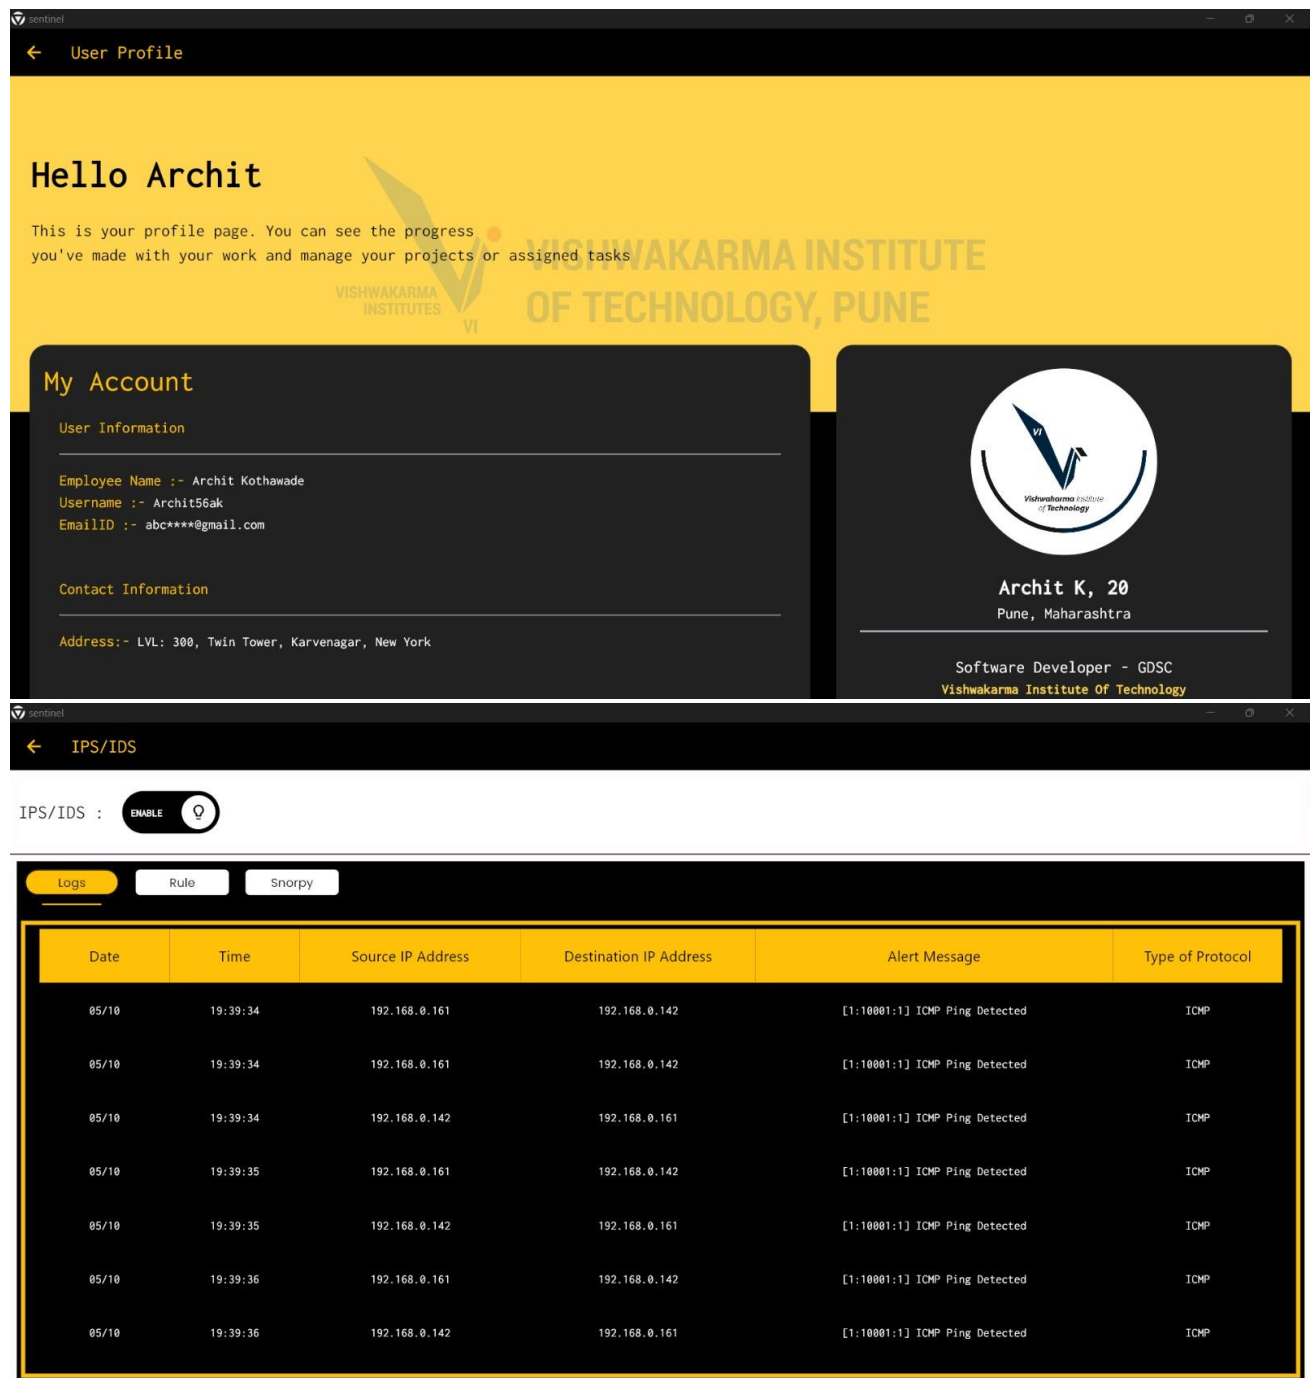 sentinel
User Profile
Hello Archit
This is your profile page. You can see the progress
you've made with your work and manage your projects or assigned tasks
VISHWAKARMA INSTITUTE
OF TECHNOLOGY, PUNE
VISHWAKARMA
INSTITUTES
VI
My Account
User Information
Employee Name :- Archit Kothawade
Username :- Archit56ak
EmailID :- abc****@gmail.com
Contact Information
Address:- LVL: 300, Twin Tower, Karvenagar, New York
VI
Vishwakarma Institute
of Technology
Archit K, 20
Pune, Maharashtra
Software Developer - GDSC
Vishwakarma Institute Of Technology
sentinel
IPS/IDS
IPS/IDS : ENABLE
Logs Rule Snorpy
Date Time Source IP Address Destination IP Address Alert Message Type of Protocol
05/10 19:39:34 192.168.0.161 192.168.0.142 [1:10001:1] ICMP Ping Detected ICMP
05/10 19:39:34 192.168.0.161 192.168.0.142 [1:10001:1] ICMP Ping Detected ICMP
05/10 19:39:34 192.168.0.142 192.168.0.161 [1:10001:1] ICMP Ping Detected ICMP
05/10 19:39:35 192.168.0.161 192.168.0.142 [1:10001:1] ICMP Ping Detected ICMP
05/10 19:39:35 192.168.0.142 192.168.0.161 [1:10001:1] ICMP Ping Detected ICMP
05/10 19:39:36 192.168.0.161 192.168.0.142 [1:10001:1] ICMP Ping Detected ICMP
05/10 19:39:36 192.168.0.142 192.168.0.161 [1:10001:1] ICMP Ping Detected ICMP